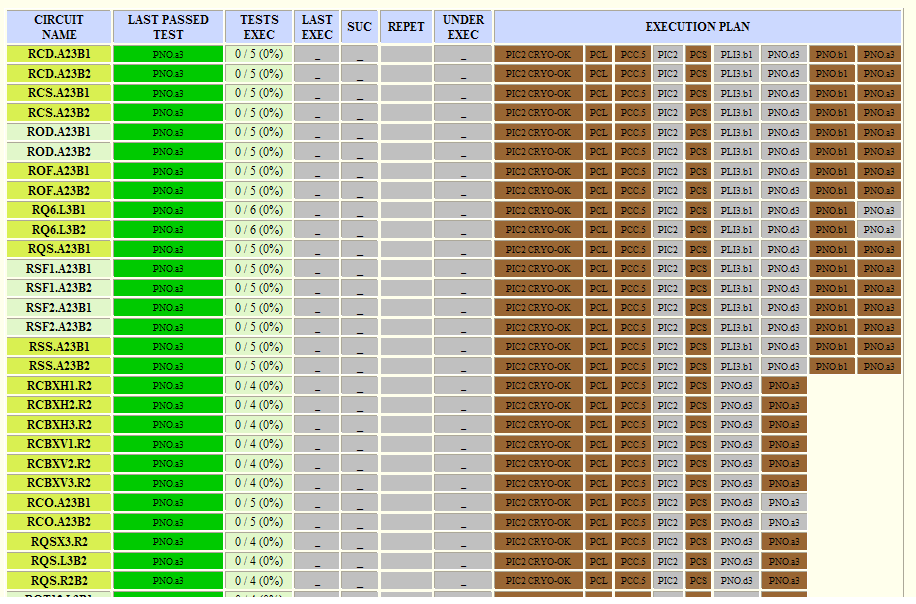 CIRCUIT NAME LAST PASSED TEST TESTS EXEC LAST EXEC SUC REPET UNDER EXEC EXECUTION PLAN
RCD.A23B1 PNO.a3 0 / 5 (0%) _ _ _ PIC2 CRYO-OK PCL PCC.5 PIC2 PCS PLI3.b1 PNO.d3 PNO.b1 PNO.a3
RCD.A23B2 PNO.a3 0 / 5 (0%) _ _ _ PIC2 CRYO-OK PCL PCC.5 PIC2 PCS PLI3.b1 PNO.d3 PNO.b1 PNO.a3
RCS.A23B1 PNO.a3 0 / 5 (0%) _ _ _ PIC2 CRYO-OK PCL PCC.5 PIC2 PCS PLI3.b1 PNO.d3 PNO.b1 PNO.a3
RCS.A23B2 PNO.a3 0 / 5 (0%) _ _ _ PIC2 CRYO-OK PCL PCC.5 PIC2 PCS PLI3.b1 PNO.d3 PNO.b1 PNO.a3
ROD.A23B1 PNO.a3 0 / 5 (0%) _ _ _ PIC2 CRYO-OK PCL PCC.5 PIC2 PCS PLI3.b1 PNO.d3 PNO.b1 PNO.a3
ROD.A23B2 PNO.a3 0 / 5 (0%) _ _ _ PIC2 CRYO-OK PCL PCC.5 PIC2 PCS PLI3.b1 PNO.d3 PNO.b1 PNO.a3
ROF.A23B1 PNO.a3 0 / 5 (0%) _ _ _ PIC2 CRYO-OK PCL PCC.5 PIC2 PCS PLI3.b1 PNO.d3 PNO.b1 PNO.a3
ROF.A23B2 PNO.a3 0 / 5 (0%) _ _ _ PIC2 CRYO-OK PCL PCC.5 PIC2 PCS PLI3.b1 PNO.d3 PNO.b1 PNO.a3
RQ6.L3B1 PNO.a3 0 / 6 (0%) _ _ _ PIC2 CRYO-OK PCL PCC.5 PIC2 PCS PLI3.b1 PNO.d3 PNO.b1 PNO.a3
RQ6.L3B2 PNO.a3 0 / 6 (0%) _ _ _ PIC2 CRYO-OK PCL PCC.5 PIC2 PCS PLI3.b1 PNO.d3 PNO.b1 PNO.a3
RQS.A23B1 PNO.a3 0 / 5 (0%) _ _ _ PIC2 CRYO-OK PCL PCC.5 PIC2 PCS PLI3.b1 PNO.d3 PNO.b1 PNO.a3
RSF1.A23B1 PNO.a3 0 / 5 (0%) _ _ _ PIC2 CRYO-OK PCL PCC.5 PIC2 PCS PLI3.b1 PNO.d3 PNO.b1 PNO.a3
RSF1.A23B2 PNO.a3 0 / 5 (0%) _ _ _ PIC2 CRYO-OK PCL PCC.5 PIC2 PCS PLI3.b1 PNO.d3 PNO.b1 PNO.a3
RSF2.A23B1 PNO.a3 0 / 5 (0%) _ _ _ PIC2 CRYO-OK PCL PCC.5 PIC2 PCS PLI3.b1 PNO.d3 PNO.b1 PNO.a3
RSF2.A23B2 PNO.a3 0 / 5 (0%) _ _ _ PIC2 CRYO-OK PCL PCC.5 PIC2 PCS PLI3.b1 PNO.d3 PNO.b1 PNO.a3
RSS.A23B1 PNO.a3 0 / 5 (0%) _ _ _ PIC2 CRYO-OK PCL PCC.5 PIC2 PCS PLI3.b1 PNO.d3 PNO.b1 PNO.a3
RSS.A23B2 PNO.a3 0 / 5 (0%) _ _ _ PIC2 CRYO-OK PCL PCC.5 PIC2 PCS PLI3.b1 PNO.d3 PNO.b1 PNO.a3
RCBXH1.R2 PNO.a3 0 / 4 (0%) _ _ _ PIC2 CRYO-OK PCL PCC.5 PIC2 PCS PNO.d3 PNO.a3
RCBXH2.R2 PNO.a3 0 / 4 (0%) _ _ _ PIC2 CRYO-OK PCL PCC.5 PIC2 PCS PNO.d3 PNO.a3
RCBXH3.R2 PNO.a3 0 / 4 (0%) _ _ _ PIC2 CRYO-OK PCL PCC.5 PIC2 PCS PNO.d3 PNO.a3
RCBXV1.R2 PNO.a3 0 / 4 (0%) _ _ _ PIC2 CRYO-OK PCL PCC.5 PIC2 PCS PNO.d3 PNO.a3
RCBXV2.R2 PNO.a3 0 / 4 (0%) _ _ _ PIC2 CRYO-OK PCL PCC.5 PIC2 PCS PNO.d3 PNO.a3
RCBXV3.R2 PNO.a3 0 / 4 (0%) _ _ _ PIC2 CRYO-OK PCL PCC.5 PIC2 PCS PNO.d3 PNO.a3
RCO.A23B1 PNO.a3 0 / 5 (0%) _ _ _ PIC2 CRYO-OK PCL PCC.5 PIC2 PCS PNO.d3 PNO.a3
RCO.A23B2 PNO.a3 0 / 5 (0%) _ _ _ PIC2 CRYO-OK PCL PCC.5 PIC2 PCS PNO.d3 PNO.a3
RQSX3.R2 PNO.a3 0 / 4 (0%) _ _ _ PIC2 CRYO-OK PCL PCC.5 PIC2 PCS PNO.d3 PNO.a3
RQS.L3B2 PNO.a3 0 / 4 (0%) _ _ _ PIC2 CRYO-OK PCL PCC.5 PIC2 PCS PNO.d3 PNO.a3
RQS.R2B2 PNO.a3 0 / 4 (0%) _ _ _ PIC2 CRYO-OK PCL PCC.5 PIC2 PCS PNO.d3 PNO.a3